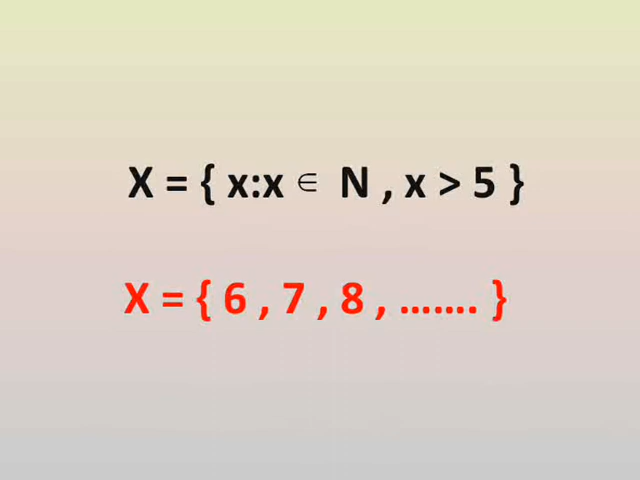 X = { x:x ∈ N , x > 5 }
X = { 6 , 7 , 8 , ....... }